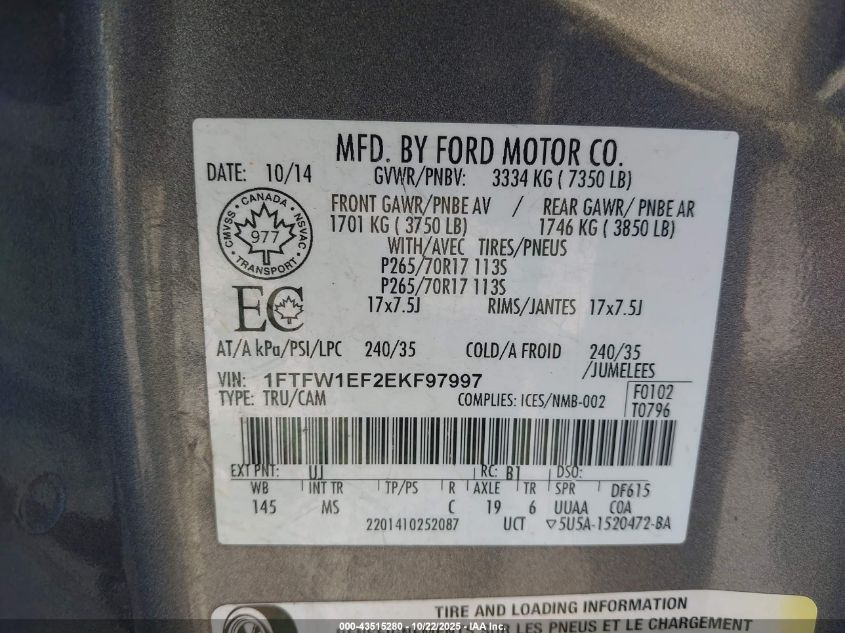 MFD. BY FORD MOTOR CO.
DATE: 10/14 GVWR/PNBV: 3334 KG ( 7350 LB)
CMVSS · CANADA · NSVAC · TRANSPORT ·
977
FRONT GAWR/PNBE AV / REAR GAWR/ PNBE AR
1701 KG ( 3750 LB) 1746 KG ( 3850 LB)
WITH/AVEC TIRES/PNEUS
P265/70R17 113S
P265/70R17 113S
EC
17x7.5J RIMS/JANTES 17x7.5J
AT/A kPa/PSI/LPC 240/35 COLD/A FROID 240/35
/JUMELEES
VIN: 1FTFW1EF2EKF97997
TYPE: TRU/CAM COMPLIES: ICES/NMB-002
F0102
T0796
EXT PNT: UJ RC: B1 DSO:
WB INT TR TP/PS R AXLE TR SPR DF615
145 MS C 19 6 UUAA COA
2201410252087 UCT ▽5U5A-1520472-BA
TIRE AND LOADING INFORMATION
LES PNEUS ET LE CHARGEMENT
000-43515280 - 10/22/2025 - IAA Inc.